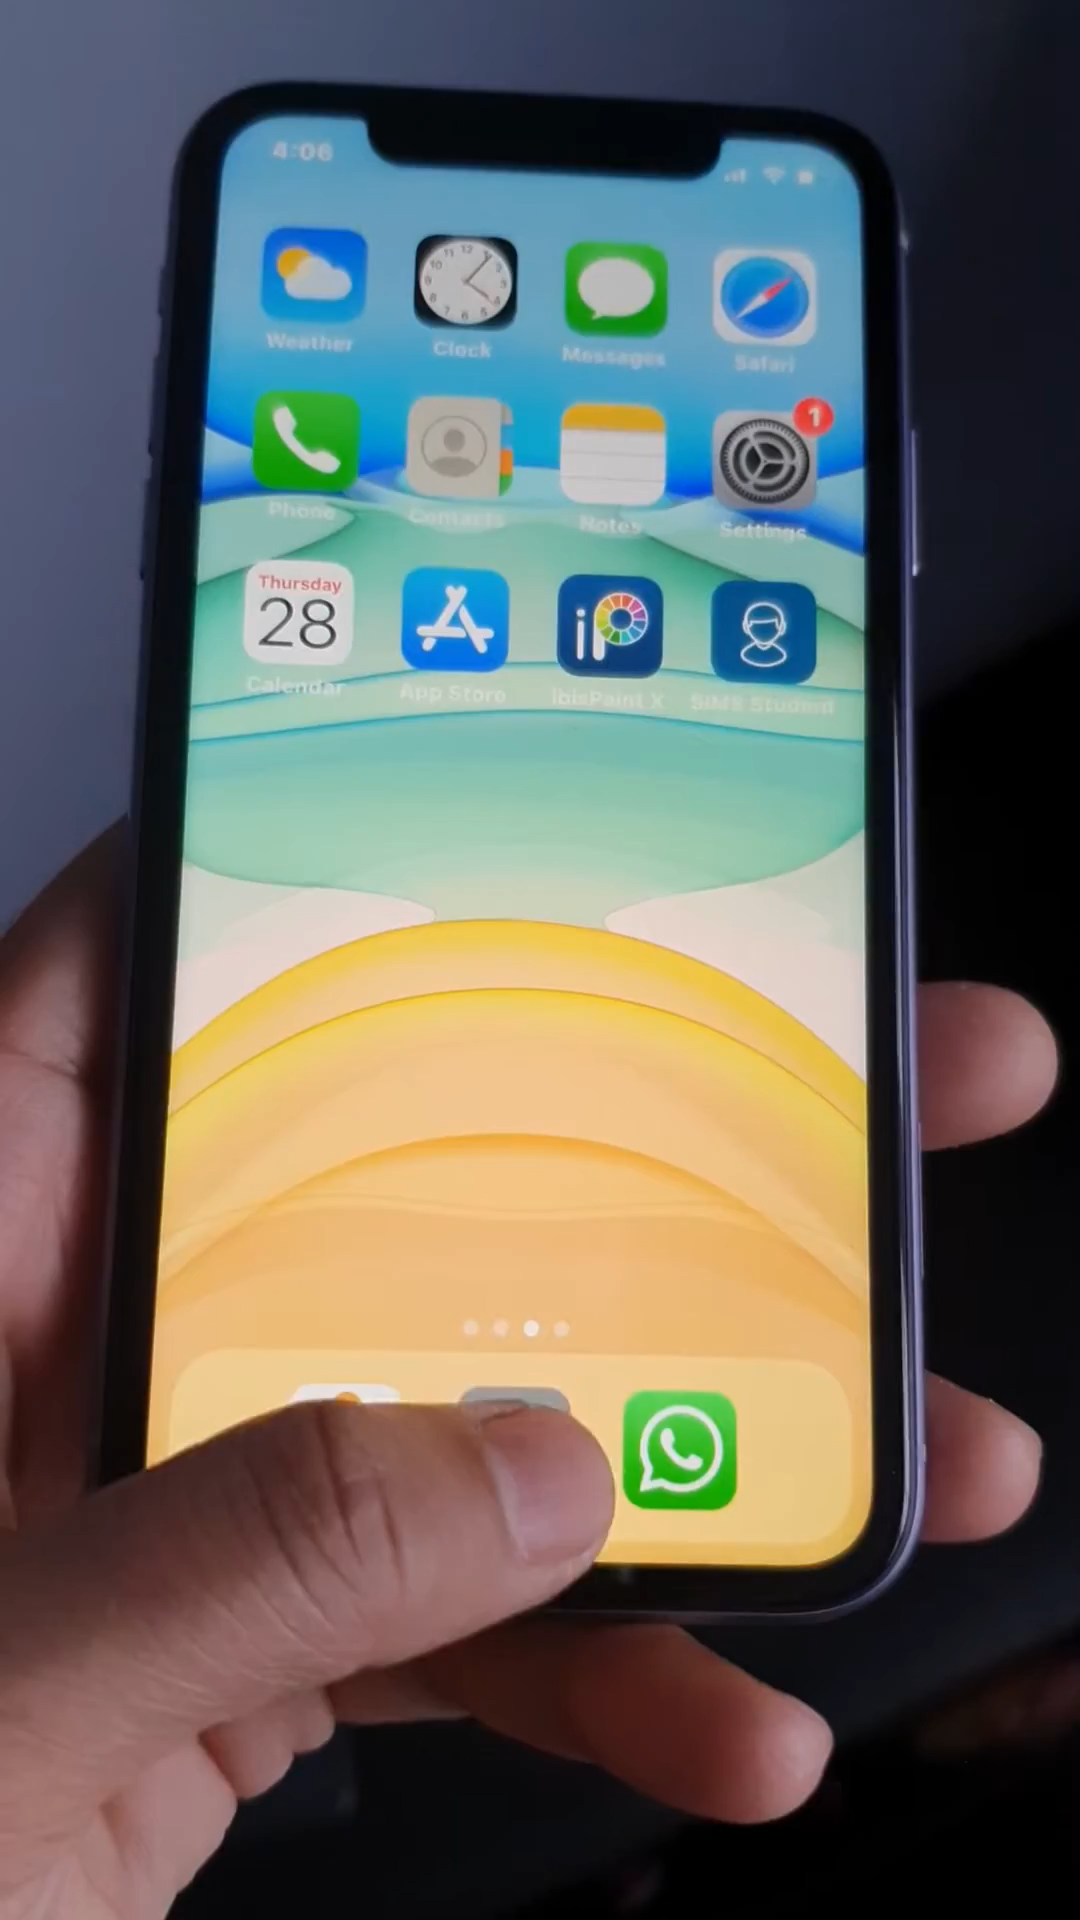 4:06
Weather Clock Messages Safari
1
Phone Contacts Notes Settings
Thursday
28
iP
Calendar App Store ibisPaint X SIMS Student